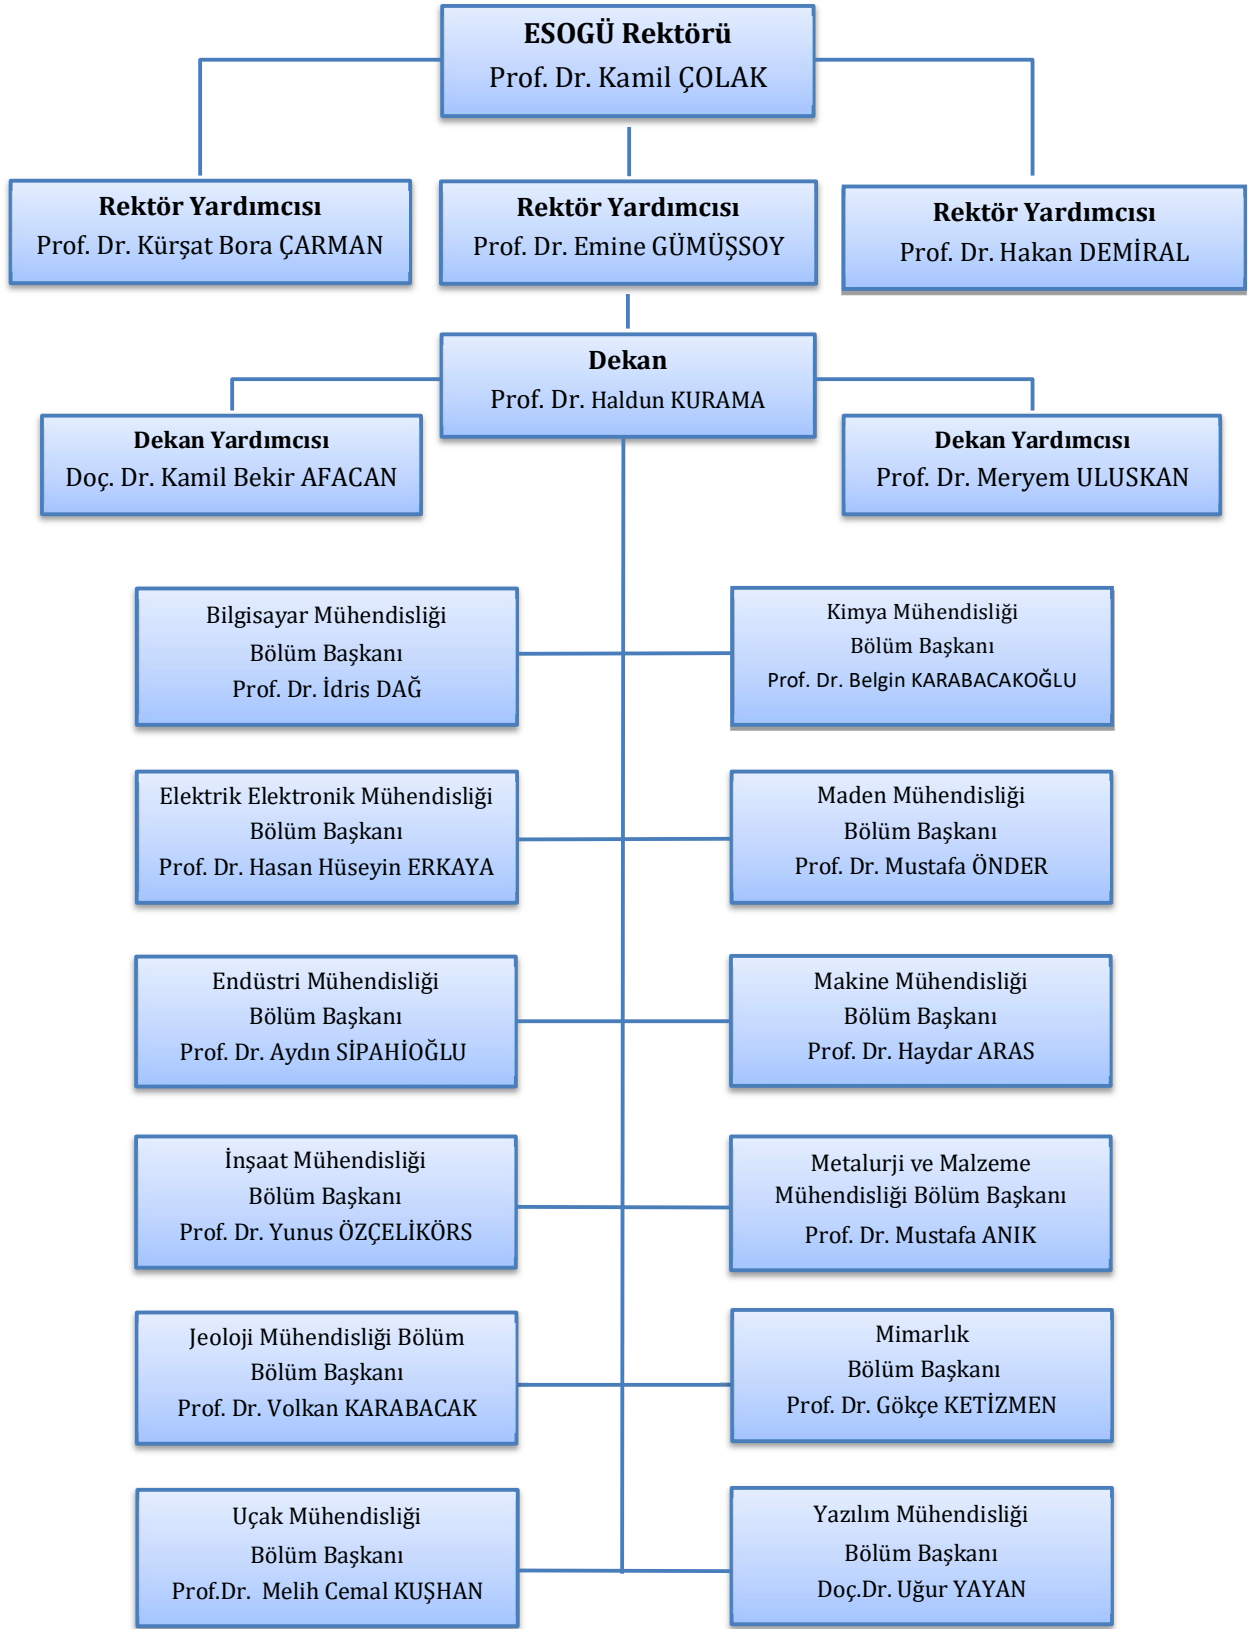 ESOGÜ Rektörü
Prof. Dr. Kamil ÇOLAK
Rektör Yardımcısı
Prof. Dr. Kürşat Bora ÇARMAN
Rektör Yardımcısı
Prof. Dr. Emine GÜMÜŞSOY
Rektör Yardımcısı
Prof. Dr. Hakan DEMİRAL
Dekan
Prof. Dr. Haldun KURAMA
Dekan Yardımcısı
Doç. Dr. Kamil Bekir AFACAN
Dekan Yardımcısı
Prof. Dr. Meryem ULUSKAN
Bilgisayar Mühendisliği
Bölüm Başkanı
Prof. Dr. İdris DAĞ
Kimya Mühendisliği
Bölüm Başkanı
Prof. Dr. Belgin KARABACAKOĞLU
Elektrik Elektronik Mühendisliği
Bölüm Başkanı
Prof. Dr. Hasan Hüseyin ERKAYA
Maden Mühendisliği
Bölüm Başkanı
Prof. Dr. Mustafa ÖNDER
Endüstri Mühendisliği
Bölüm Başkanı
Prof. Dr. Aydın SİPAHİOĞLU
Makine Mühendisliği
Bölüm Başkanı
Prof. Dr. Haydar ARAS
İnşaat Mühendisliği
Bölüm Başkanı
Prof. Dr. Yunus ÖZÇELİKÖRS
Metalurji ve Malzeme
Mühendisliği Bölüm Başkanı
Prof. Dr. Mustafa ANIK
Jeoloji Mühendisliği Bölüm
Bölüm Başkanı
Prof. Dr. Volkan KARABACAK
Mimarlık
Bölüm Başkanı
Prof. Dr. Gökçe KETİZMEN
Uçak Mühendisliği
Bölüm Başkanı
Prof.Dr.  Melih Cemal KUŞHAN
Yazılım Mühendisliği
Bölüm Başkanı
Doç.Dr. Uğur YAYAN